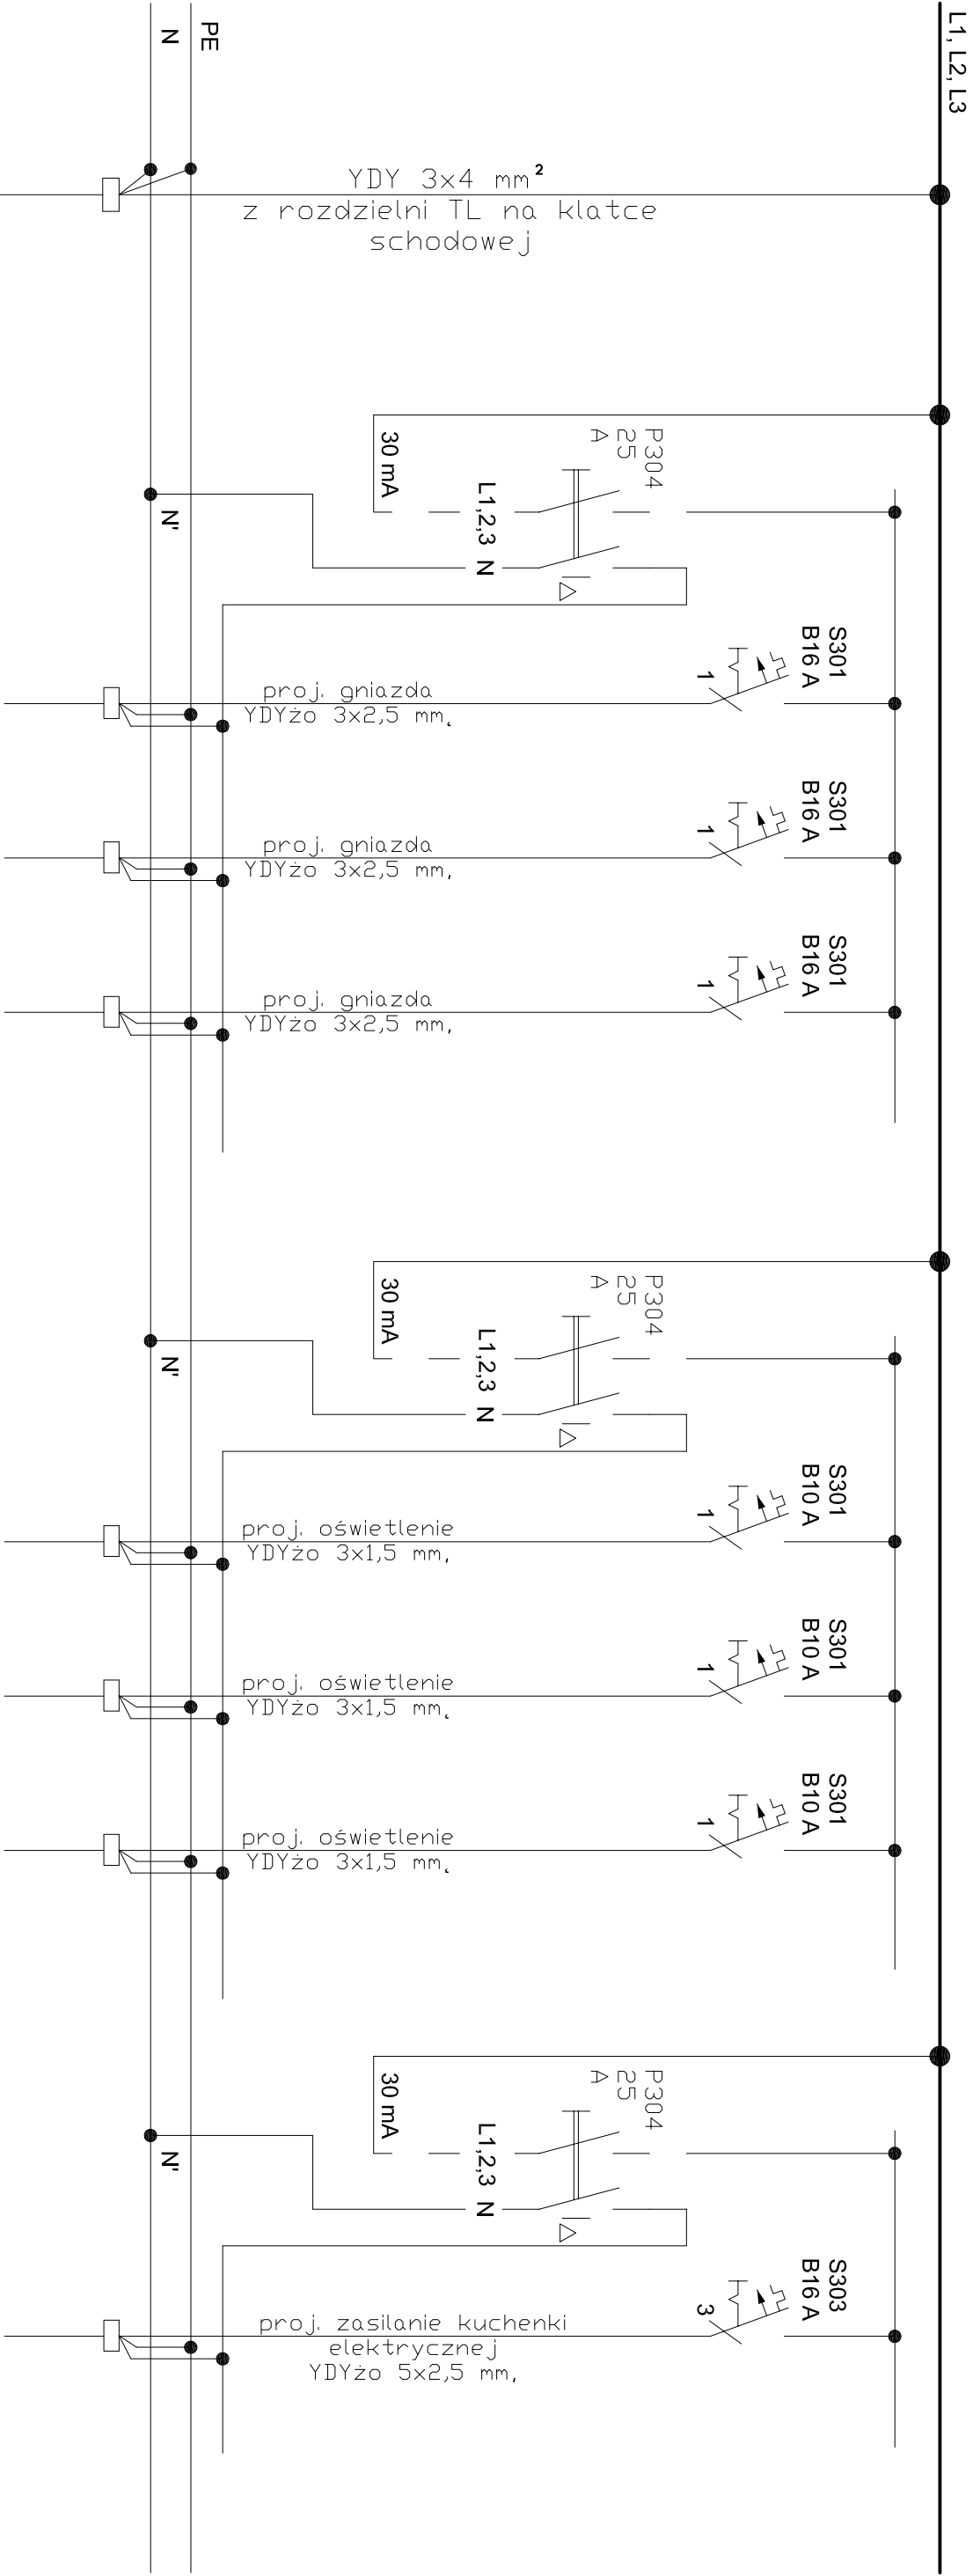 L1, L2, L3
PE
N
YDY 3x4 mm²
z rozdzielni TL na klatce
schodowej
P304
25
A
30 mA
L1,2,3 N
N'
S301
B16 A
1
proj. gniazda
YDYżo 3x2,5 mm,
S301
B16 A
1
proj. gniazda
YDYżo 3x2,5 mm,
S301
B16 A
1
proj. gniazda
YDYżo 3x2,5 mm,
P304
25
A
30 mA
L1,2,3 N
N'
S301
B10 A
1
proj. oświetlenie
YDYżo 3x1,5 mm,
S301
B10 A
1
proj. oświetlenie
YDYżo 3x1,5 mm,
S301
B10 A
1
proj. oświetlenie
YDYżo 3x1,5 mm,
P304
25
A
30 mA
L1,2,3 N
N'
S303
B16 A
3
proj. zasilanie kuchenki
elektrycznej
YDYżo 5x2,5 mm,